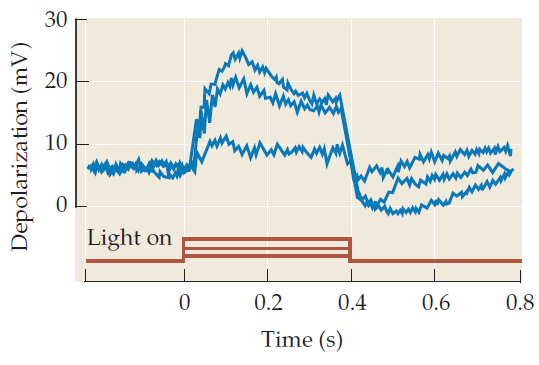 Depolarization (mV)
30
20
10
0
Light on
0 0.2 0.4 0.6 0.8
Time (s)